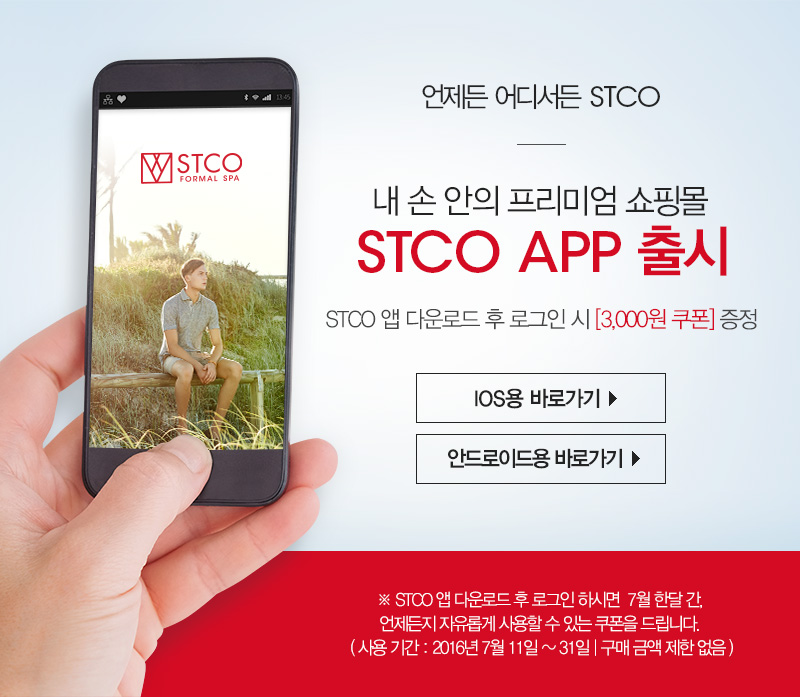 13:45
STCO
FORMAL SPA
언제든 어디서든 STCO
내 손 안의 프리미엄 쇼핑몰
STCO APP 출시
STCO 앱 다운로드 후 로그인 시 [3,000원 쿠폰] 증정
IOS용 바로가기
안드로이드용 바로가기
※ STCO 앱 다운로드 후 로그인 하시면 7월 한달 간,
언제든지 자유롭게 사용할 수 있는 쿠폰을 드립니다.
( 사용 기간 : 2016년 7월 11일 ~ 31일 | 구매 금액 제한 없음 )